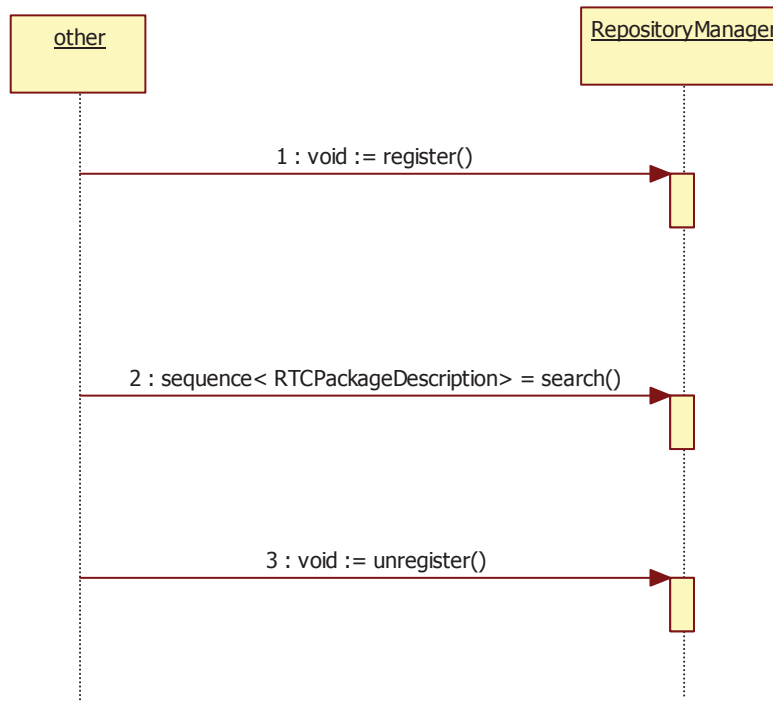 other
RepositoryManager
1 : void := register()
2 : sequence< RTCPackageDescription> = search()
3 : void := unregister()